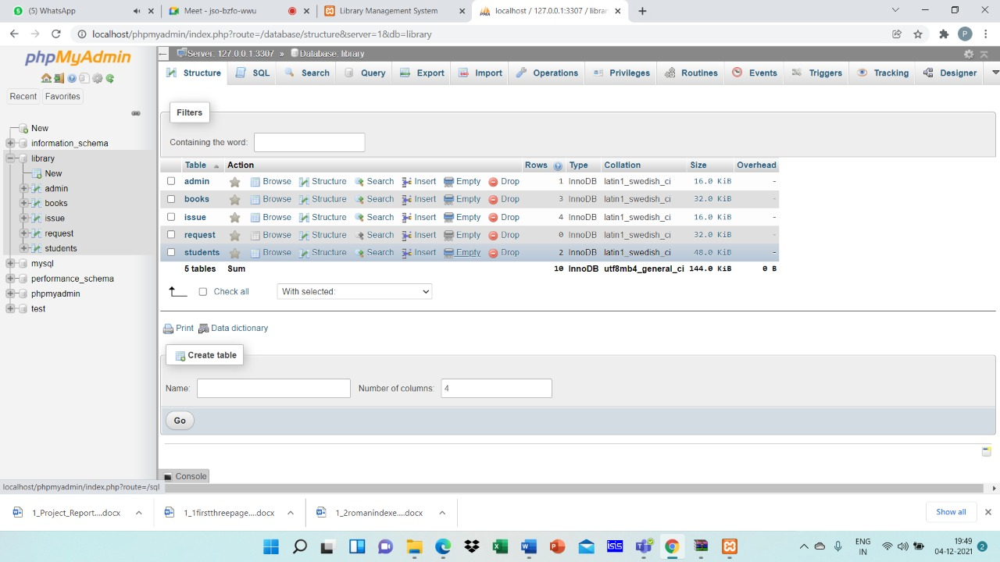 (5) WhatsApp
Meet - jso-bzfo-wwu
Library Management System
localhost / 127.0.0.1:3307 / librar
localhost/phpmyadmin/index.php?route=/database/structure&server=1&db=library
P
phpMyAdmin
Server: 127.0.0.1:3307 » Database: library
Structure SQL Search Query Export Import Operations Privileges Routines Events Triggers Tracking Designer
Recent Favorites
New
information_schema
library
New
admin
books
issue
request
students
mysql
performance_schema
phpmyadmin
test
Filters
Containing the word:
Table Action Rows Type Collation Size Overhead
admin Browse Structure Search Insert Empty Drop 1 InnoDB latin1_swedish_ci 16.0 KiB -
books Browse Structure Search Insert Empty Drop 3 InnoDB latin1_swedish_ci 32.0 KiB -
issue Browse Structure Search Insert Empty Drop 4 InnoDB latin1_swedish_ci 16.0 KiB -
request Browse Structure Search Insert Empty Drop 0 InnoDB latin1_swedish_ci 32.0 KiB -
students Browse Structure Search Insert Empty Drop 2 InnoDB latin1_swedish_ci 48.0 KiB -
5 tables Sum 10 InnoDB utf8mb4_general_ci 144.0 KiB 0 B
Check all With selected:
Print Data dictionary
Create table
Name: Number of columns: 4
Go
Console
localhost/phpmyadmin/index.php?route=/sql
1_Project_Report....docx
1_1firstthreepage....docx
1_2romanindexe....docx
Show all
ENG
IN
19:49
04-12-2021
2